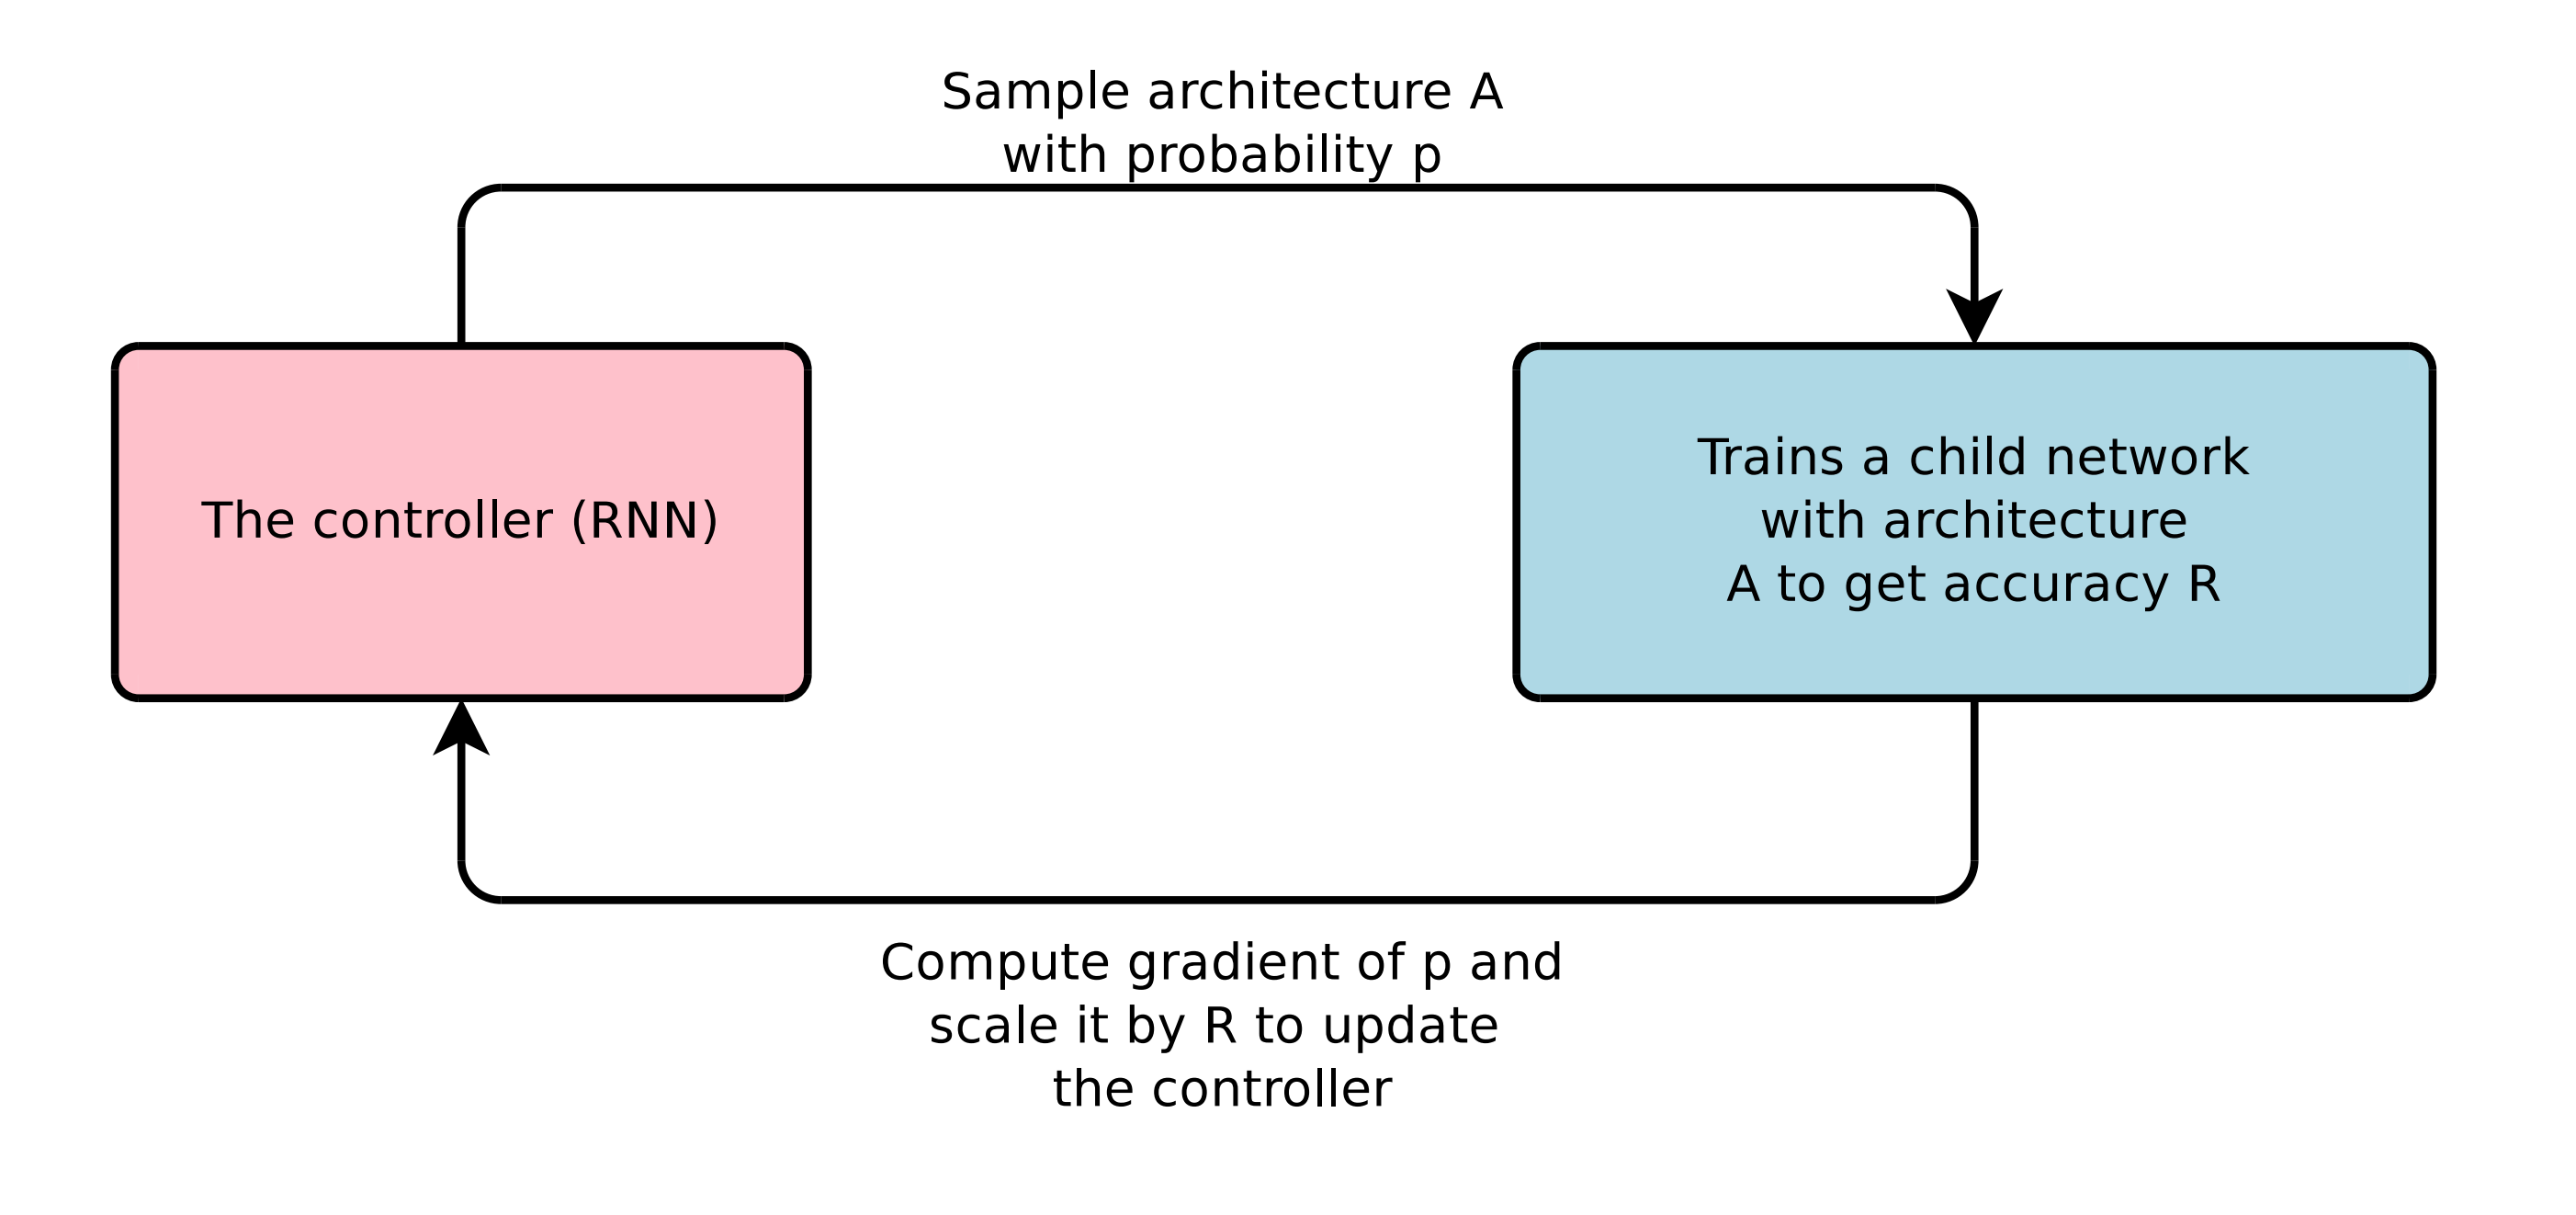 Sample architecture A
with probability p
The controller (RNN)
Trains a child network
with architecture
A to get accuracy R
Compute gradient of p and
scale it by R to update
the controller